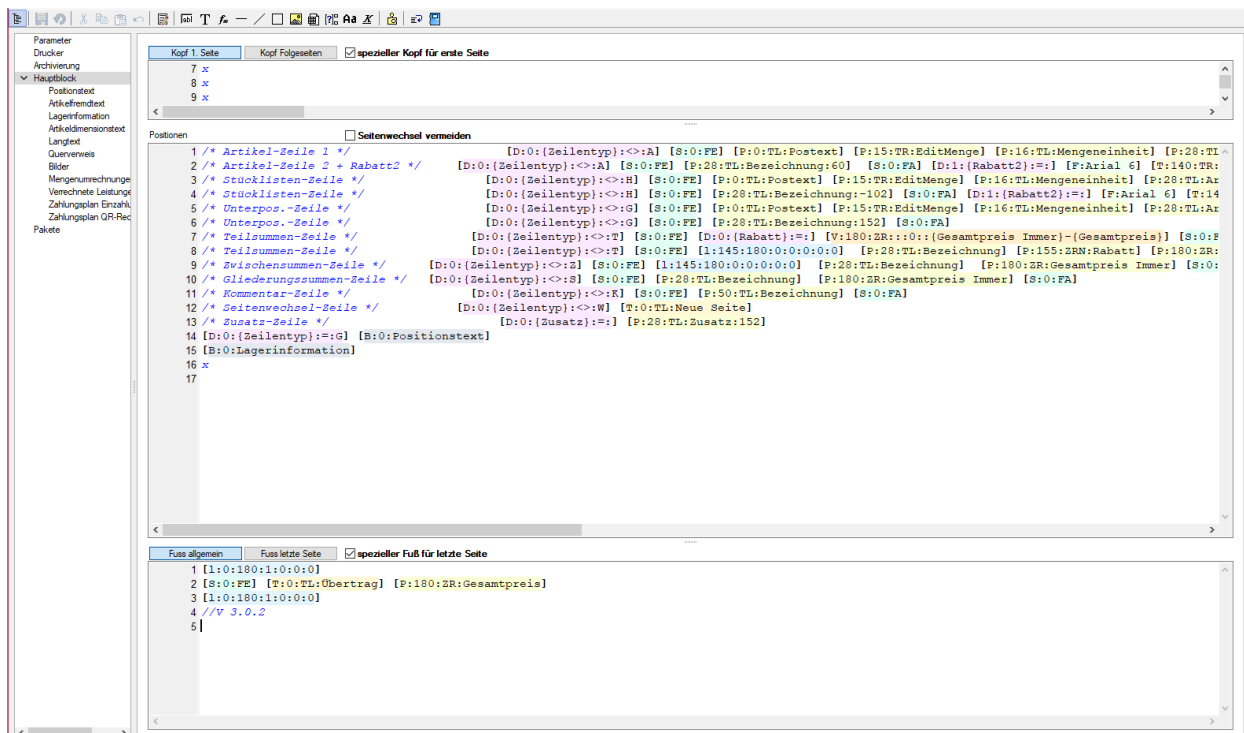 T fx Aa X
Parameter
Drucker
Archivierung
Hauptblock
Positionstext
Artikelfremdtext
Lagerinformation
Artikeldimensionstext
Langtext
Querverweis
Bilder
Mengenumrechnunge
Verrechnete Leistunge
Zahlungsplan Einzahlu
Zahlungsplan QR-Rec
Pakete
Kopf 1. Seite Kopf Folgeseiten spezieller Kopf für erste Seite
7 x
8 x
9 x
Positionen Seitenwechsel vermeiden
1 /* Artikel-Zeile 1 */ [D:0:{Zeilentyp}:<>:A] [S:0:FE] [P:0:TL:Postext] [P:15:TR:EditMenge] [P:16:TL:Mengeneinheit] [P:28:TL
2 /* Artikel-Zeile 2 + Rabatt2 */ [D:0:{Zeilentyp}:<>:A] [S:0:FE] [P:28:TL:Bezeichnung:60] [S:0:FA] [D:1:{Rabatt2}:=:] [F:Arial 6] [T:140:TR:
3 /* Stücklisten-Zeile */ [D:0:{Zeilentyp}:<>:H] [S:0:FE] [P:0:TL:Postext] [P:15:TR:EditMenge] [P:16:TL:Mengeneinheit] [P:28:TL:Ar
4 /* Stücklisten-Zeile */ [D:0:{Zeilentyp}:<>:H] [S:0:FE] [P:28:TL:Bezeichnung:-102] [S:0:FA] [D:1:{Rabatt2}:=:] [F:Arial 6] [T:14
5 /* Unterpos.-Zeile */ [D:0:{Zeilentyp}:<>:G] [S:0:FE] [P:0:TL:Postext] [P:15:TR:EditMenge] [P:16:TL:Mengeneinheit] [P:28:TL:Ar
6 /* Unterpos.-Zeile */ [D:0:{Zeilentyp}:<>:G] [S:0:FE] [P:28:TL:Bezeichnung:152] [S:0:FA]
7 /* Teilsummen-Zeile */ [D:0:{Zeilentyp}:<>:T] [S:0:FE] [D:0:{Rabatt}:=:] [V:180:ZR:::0::{Gesamtpreis Immer}-{Gesamtpreis}] [S:0:F
8 /* Teilsummen-Zeile */ [D:0:{Zeilentyp}:<>:T] [S:0:FE] [l:145:180:0:0:0:0:0] [P:28:TL:Bezeichnung] [P:155:ZRN:Rabatt] [P:180:ZR:
9 /* Zwischensummen-Zeile */ [D:0:{Zeilentyp}:<>:Z] [S:0:FE] [l:145:180:0:0:0:0:0] [P:28:TL:Bezeichnung] [P:180:ZR:Gesamtpreis Immer] [S:0:
10 /* Gliederungssummen-Zeile */ [D:0:{Zeilentyp}:<>:S] [S:0:FE] [P:28:TL:Bezeichnung] [P:180:ZR:Gesamtpreis Immer] [S:0:FA]
11 /* Kommentar-Zeile */ [D:0:{Zeilentyp}:<>:K] [S:0:FE] [P:50:TL:Bezeichnung] [S:0:FA]
12 /* Seitenwechsel-Zeile */ [D:0:{Zeilentyp}:<>:W] [T:0:TL:Neue Seite]
13 /* Zusatz-Zeile */ [D:0:{Zusatz}:=:] [P:28:TL:Zusatz:152]
14 [D:0:{Zeilentyp}:=:G] [B:0:Positionstext]
15 [B:0:Lagerinformation]
16 x
17
Fuss allgemein Fuss letzte Seite spezieller Fuß für letzte Seite
1 [l:0:180:1:0:0:0]
2 [S:0:FE] [T:0:TL:Übertrag] [P:180:ZR:Gesamtpreis]
3 [l:0:180:1:0:0:0]
4 //V 3.0.2
5